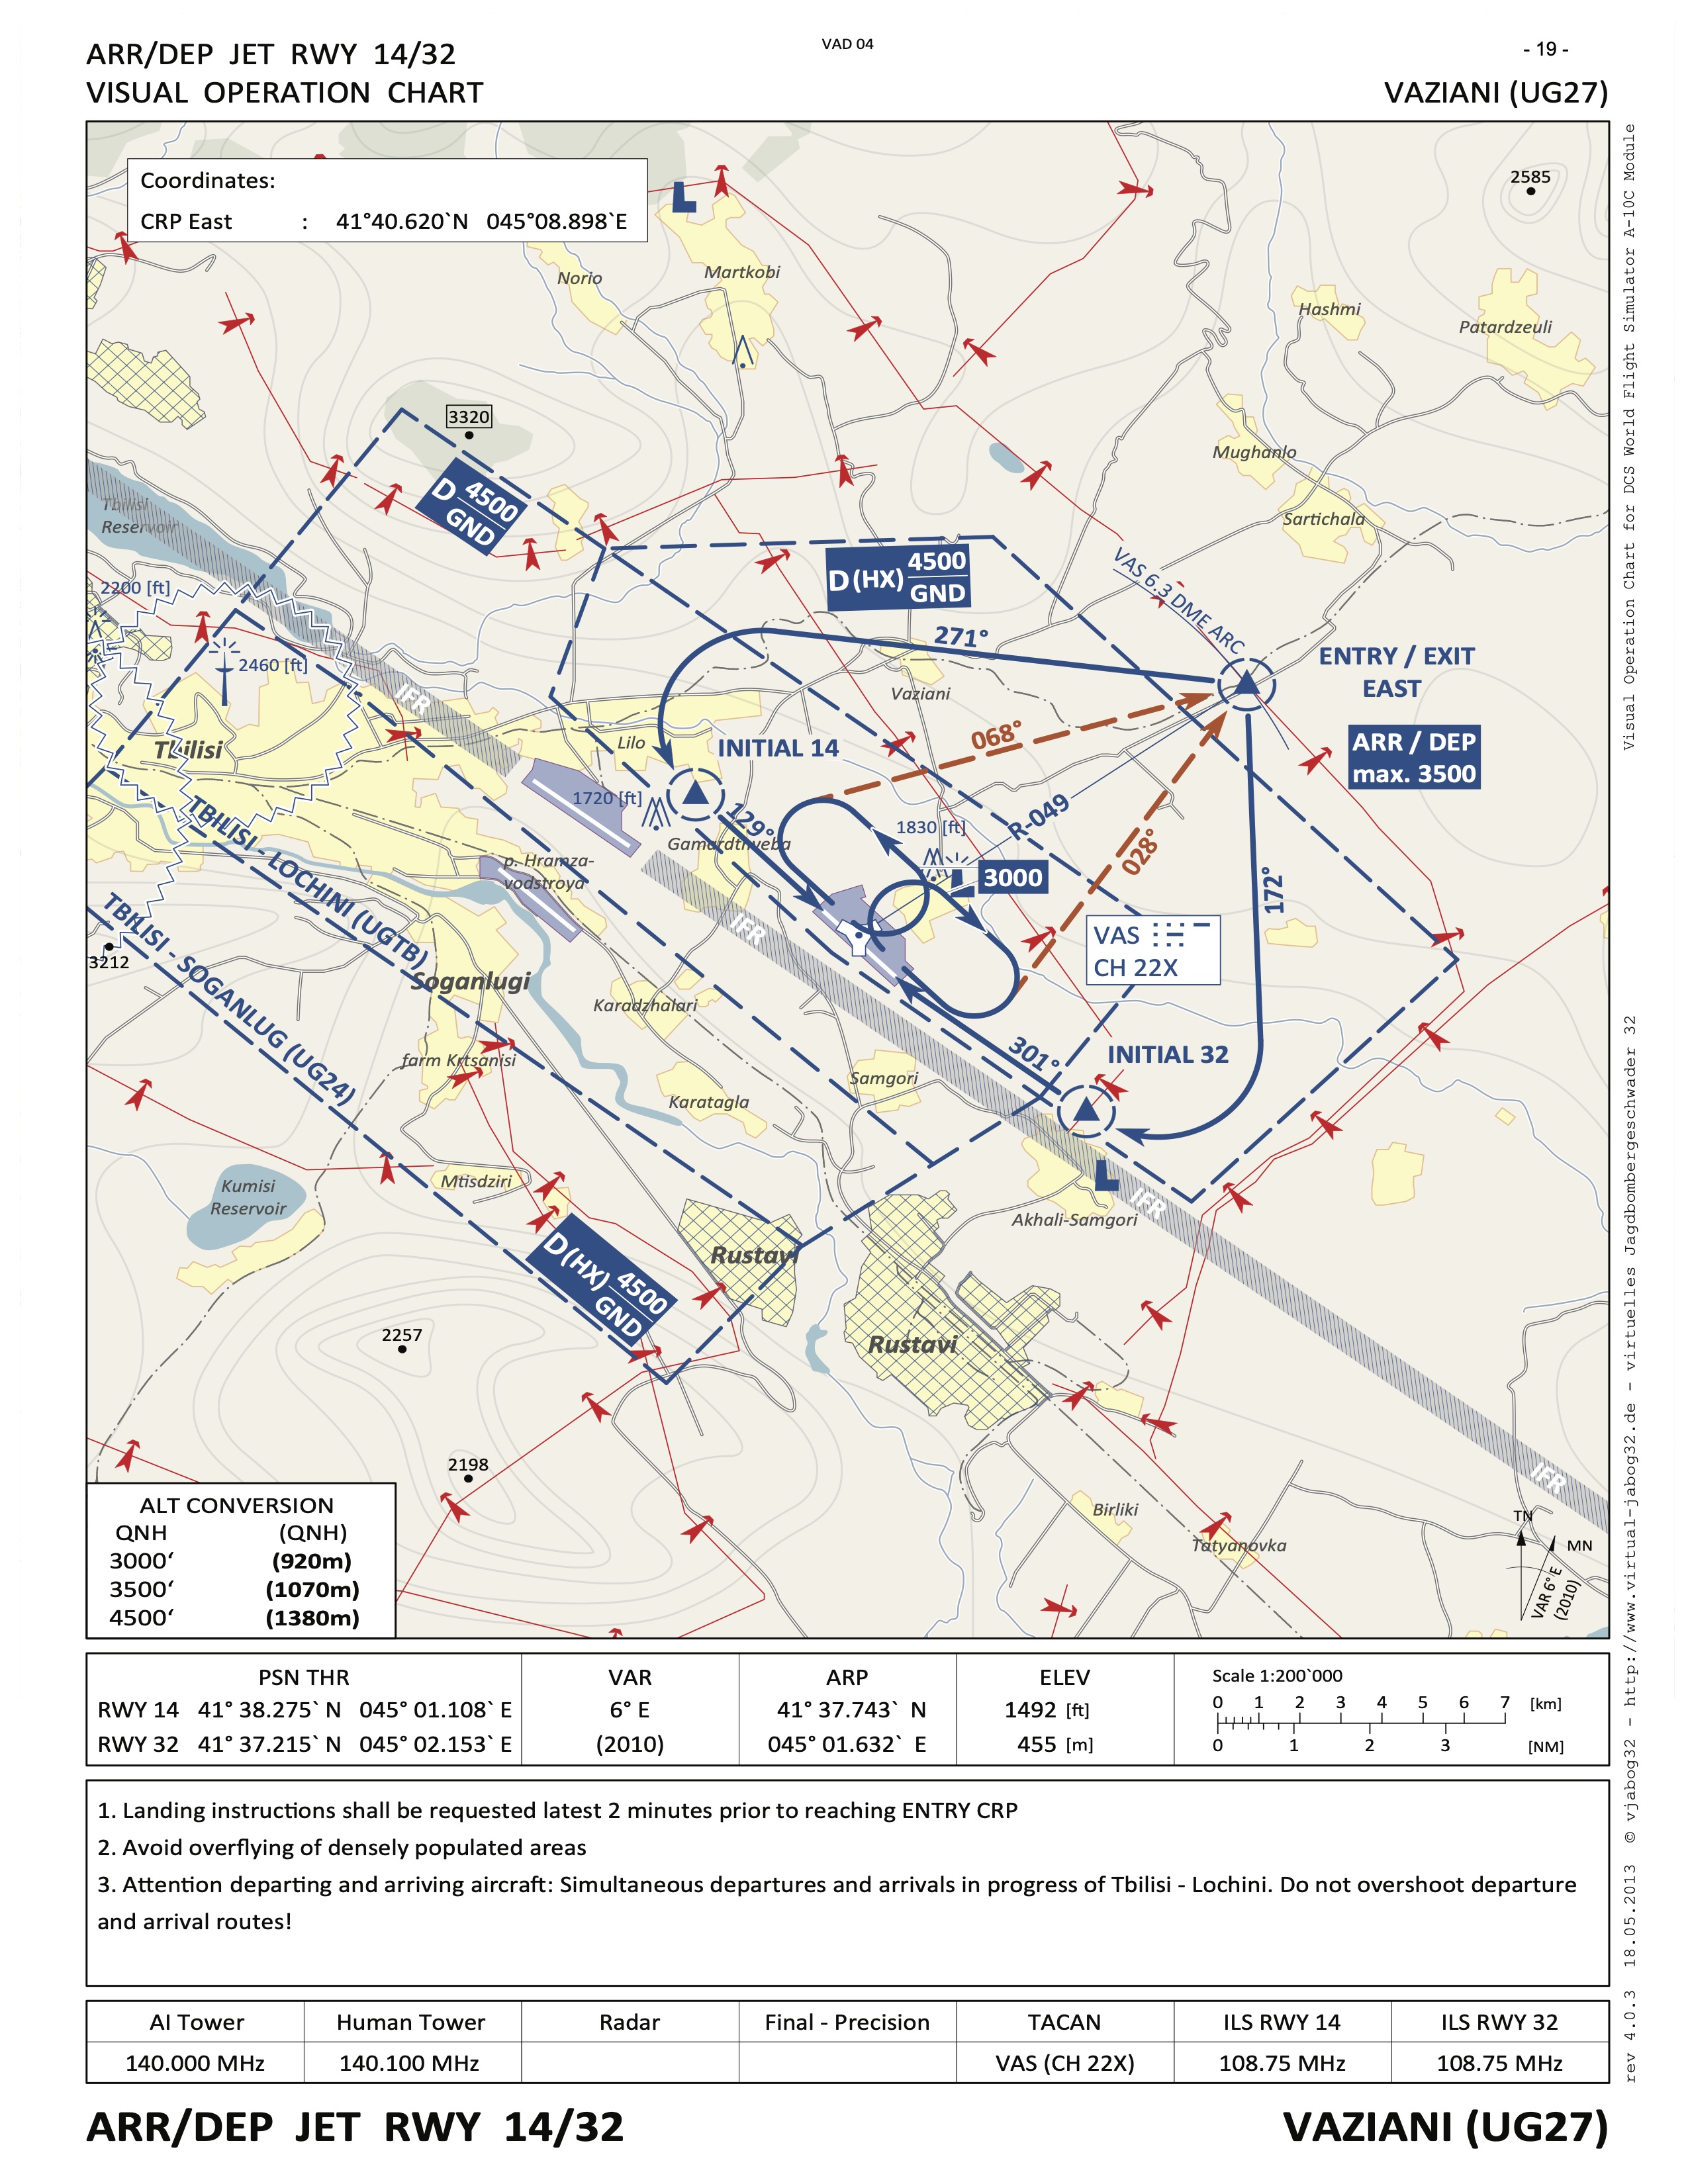 VAD 04
- 19 -
ARR/DEP JET RWY 14/32
VISUAL OPERATION CHART
VAZIANI (UG27)
Coordinates:
CRP East : 41°40.620`N 045°08.898`E
2585
Norio
Martkobi
Hashmi
Patardzeuli
3320
Mughanlo
D 4500
GND
Tbilisi
Reservoir
Sartichala
2200 [ft]
D(HX) 4500
GND
VAS 6.3 DME ARC
2460 [ft]
271°
ENTRY / EXIT
EAST
IFR
Vaziani
Tbilisi
Lilo
INITIAL 14
068°
ARR / DEP
max. 3500
1720 [ft]
129°
R-049
1830 [ft]
Gamardthveba
028°
p. Hramza-
vodstroya
3000
172°
TBILISI - LOCHINI (UGTB)
IFR
VAS
CH 22X
3212
TBILISI - SOGANLUG (UG24)
Soganlugi
Karadzhalari
301°
INITIAL 32
farm Krtsanisi
Samgori
Karatagla
Mtisdziri
Kumisi
Reservoir
IFR
Akhali-Samgori
Rustavi
D(HX) 4500
GND
2257
Rustavi
2198
IFR
Birliki
Tatyanovka
TN
MN
VAR 6° E
(2010)
ALT CONVERSION
QNH (QNH)
3000‘ (920m)
3500‘ (1070m)
4500‘ (1380m)
PSN THR
RWY 14 41° 38.275` N 045° 01.108` E
RWY 32 41° 37.215` N 045° 02.153` E
VAR
6° E
(2010)
ARP
41° 37.743` N
045° 01.632` E
ELEV
1492 [ft]
455 [m]
Scale 1:200`000
0 1 2 3 4 5 6 7 [km]
0 1 2 3 [NM]
1. Landing instructions shall be requested latest 2 minutes prior to reaching ENTRY CRP
2. Avoid overflying of densely populated areas
3. Attention departing and arriving aircraft: Simultaneous departures and arrivals in progress of Tbilisi - Lochini. Do not overshoot departure
and arrival routes!
AI Tower Human Tower Radar Final - Precision TACAN ILS RWY 14 ILS RWY 32
140.000 MHz 140.100 MHz VAS (CH 22X) 108.75 MHz 108.75 MHz
ARR/DEP JET RWY 14/32
VAZIANI (UG27)
rev 4.0.3 18.05.2013 © vjabog32 - http://www.virtual-jabog32.de - virtuelles Jagdbombergeschwader 32
Visual Operation Chart for DCS World Flight Simulator A-10C Module